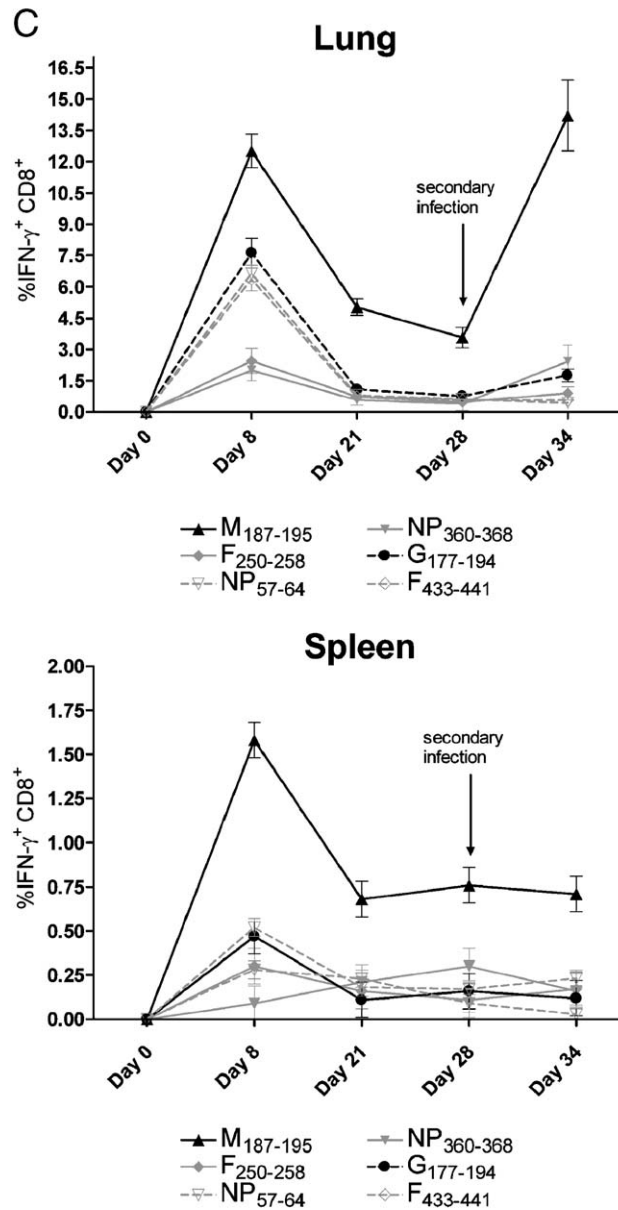 C
Lung
%IFN-γ⁺ CD8⁺
16.5
15.0
13.5
12.0
10.5
9.0
7.5
6.0
4.5
3.0
1.5
0.0
secondary
infection
Day 0 Day 8 Day 21 Day 28 Day 34
M187-195 NP360-368
F250-258 G177-194
NP57-64 F433-441
Spleen
%IFN-γ⁺ CD8⁺
2.00
1.75
1.50
1.25
1.00
0.75
0.50
0.25
0.00
secondary
infection
Day 0 Day 8 Day 21 Day 28 Day 34
M187-195 NP360-368
F250-258 G177-194
NP57-64 F433-441